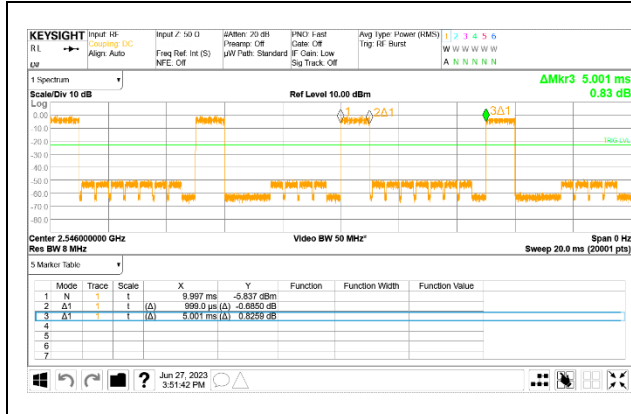 KEYSIGHT Input: RF Input Z: 50 Ω #Atten: 20 dB PNO: Fast Avg Type: Power (RMS) 1 2 3 4 5 6
RL Coupling: DC Preamp: Off Gate: Off Trig: RF Burst W W W W W W
Align: Auto Freq Ref: Int (S) µW Path: Standard IF Gain: Low
NFE: Off Sig Track: Off A N N N N N
1 Spectrum ΔMkr3 5.001 ms
Scale/Div 10 dB Ref Level 10.00 dBm 0.83 dB
Log
0.00 1 2Δ1 3Δ1
-10.0
-20.0 TRIG LVL
-30.0
-40.0
-50.0
-60.0
-70.0
-80.0
Center 2.546000000 GHz Video BW 50 MHz* Span 0 Hz
Res BW 8 MHz Sweep 20.0 ms (20001 pts)
5 Marker Table
Mode Trace Scale X Y Function Function Width Function Value
1 N 1 t 9.997 ms -5.837 dBm
2 Δ1 1 t (Δ) 999.0 µs (Δ) -0.6850 dB
3 Δ1 1 t (Δ) 5.001 ms (Δ) 0.8259 dB
4
5
6
7
? Jun 27, 2023
3:51:42 PM